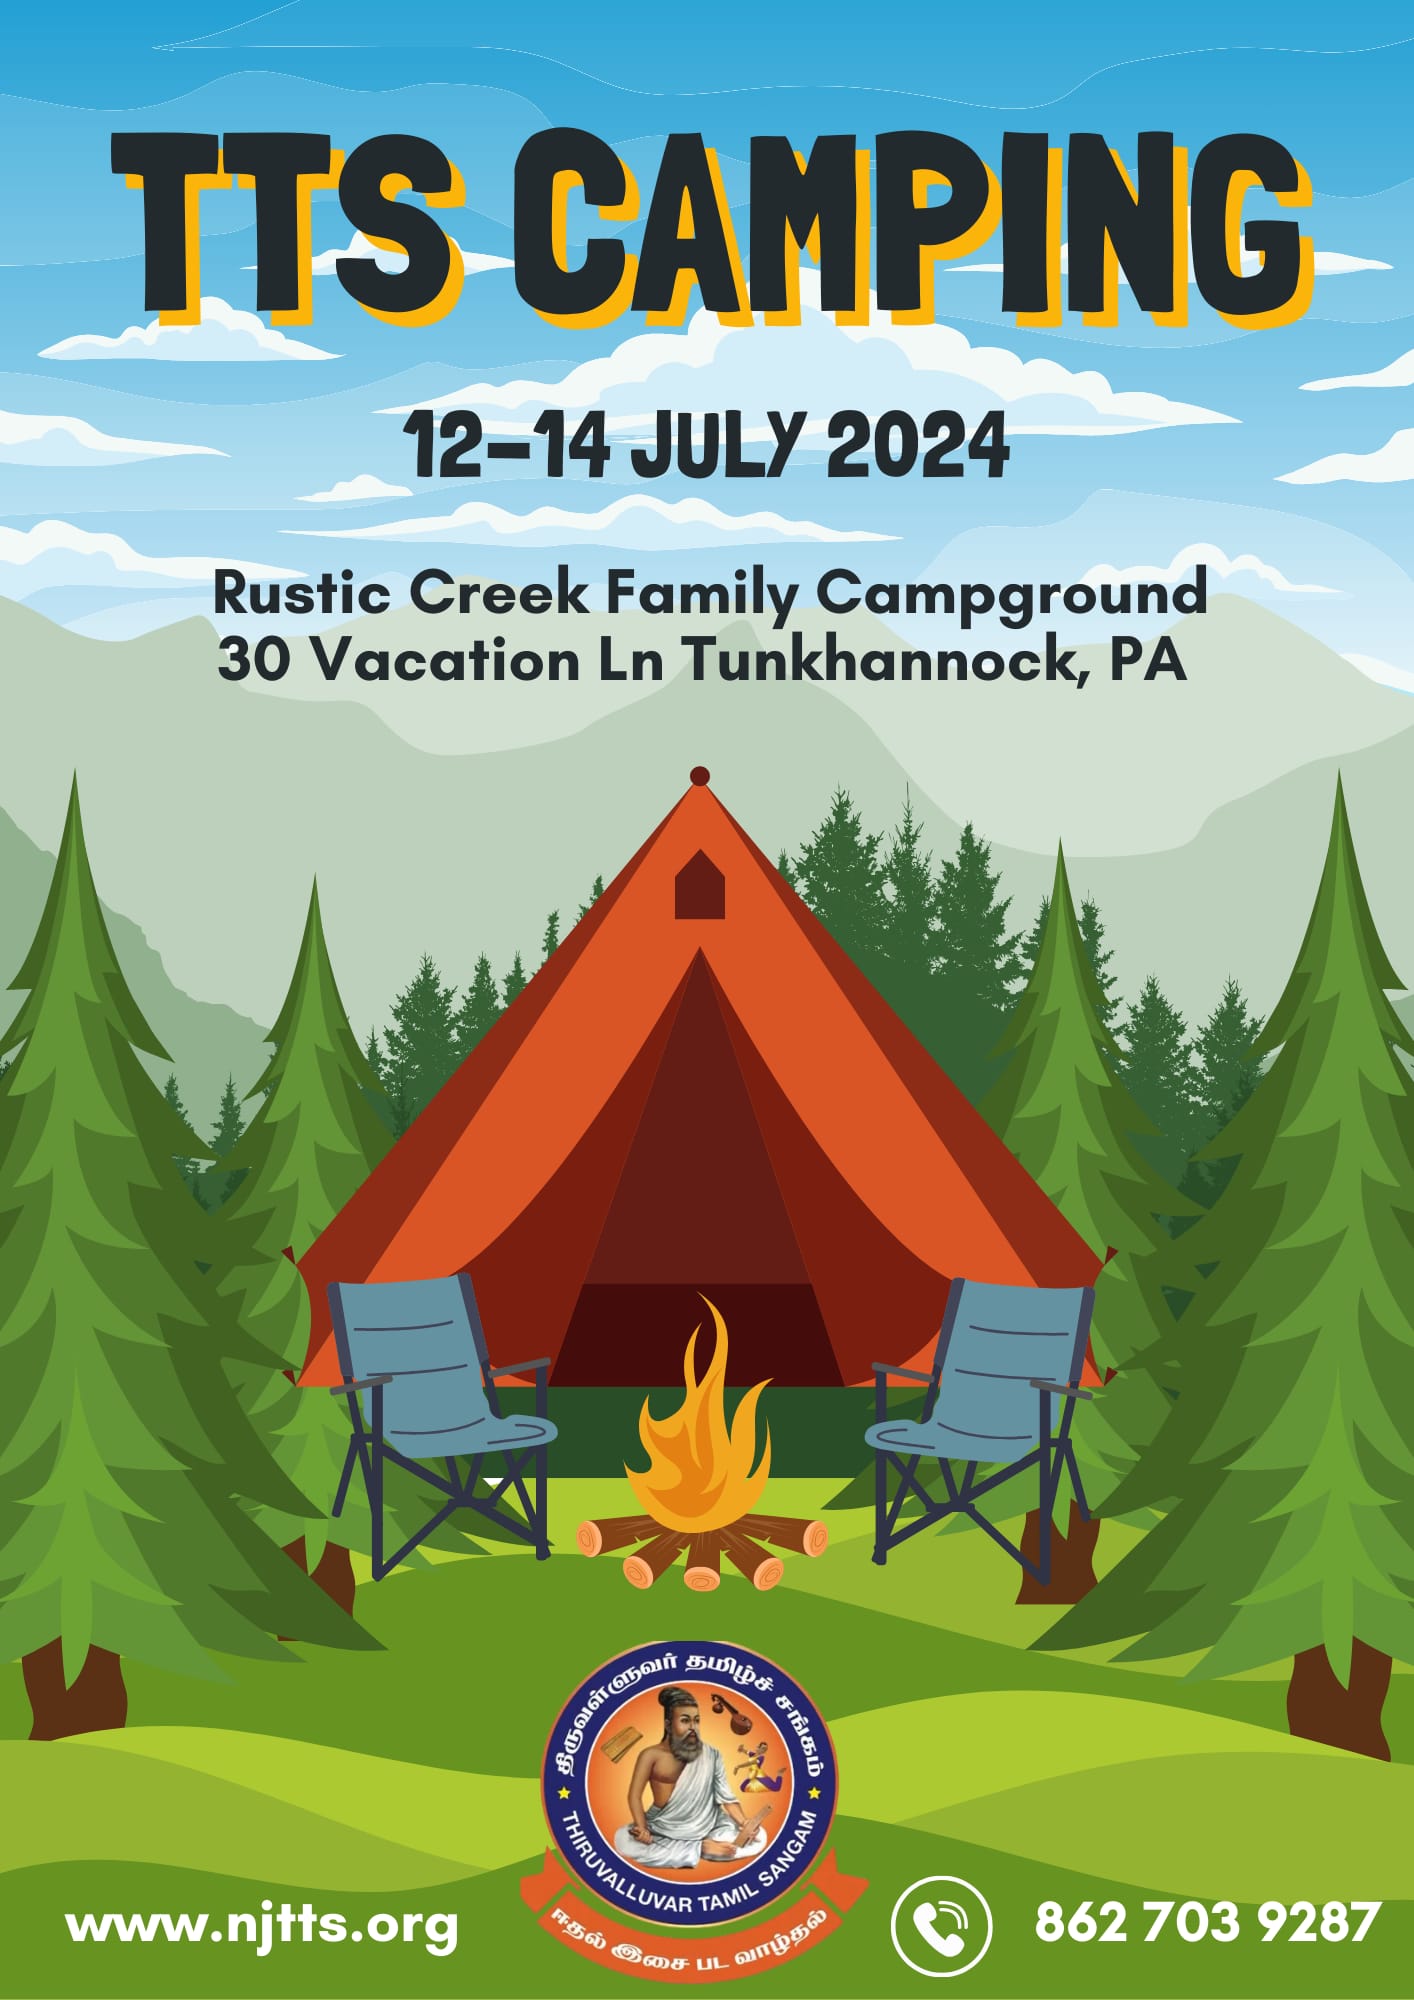 TTS CAMPING
12-14 JULY 2024
Rustic Creek Family Campground
30 Vacation Ln Tunkhannock, PA
திருவள்ளுவர் தமிழ்ச் சங்கம்
THIRUVALLUVAR TAMIL SANGAM
ஈதல் இசை பட வாழ்தல்
www.njtts.org
862 703 9287